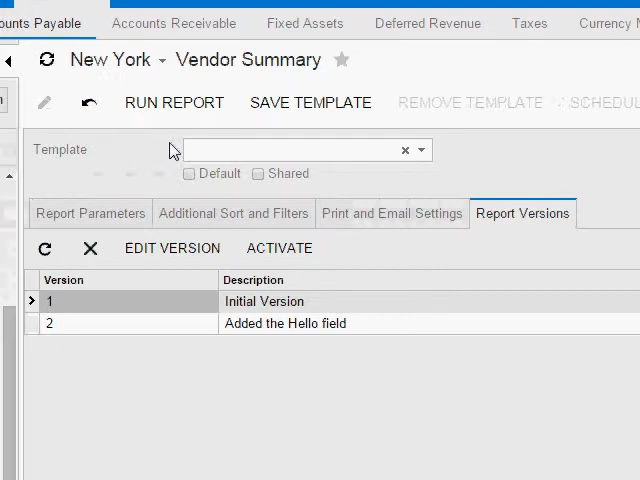 ounts Payable Accounts Receivable Fixed Assets Deferred Revenue Taxes Currency M
New York Vendor Summary
RUN REPORT SAVE TEMPLATE REMOVE TEMPLATE SCHEDUL
Template
Default Shared
Report Parameters Additional Sort and Filters Print and Email Settings Report Versions
EDIT VERSION ACTIVATE
Version Description
1 Initial Version
2 Added the Hello field